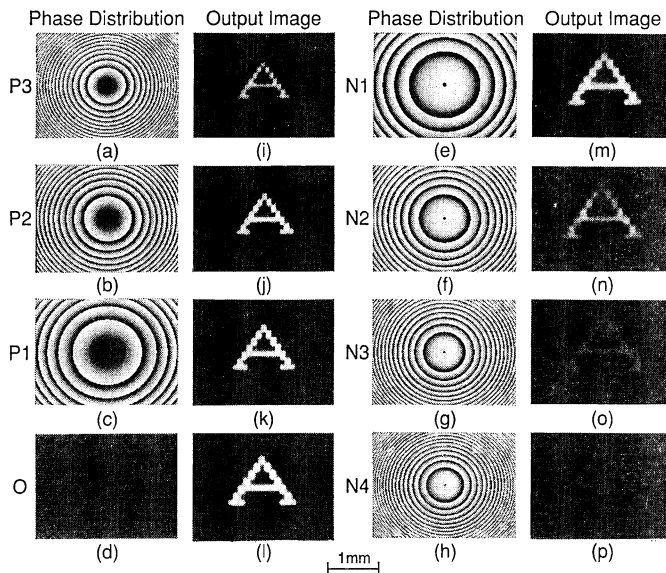 Phase Distribution Output Image Phase Distribution Output Image
P3 A N1 A
(a) (i) (e) (m)
P2 A N2 A
(b) (j) (f) (n)
P1 A N3 A
(c) (k) (g) (o)
O A N4
(d) (l) (h) (p)
1mm